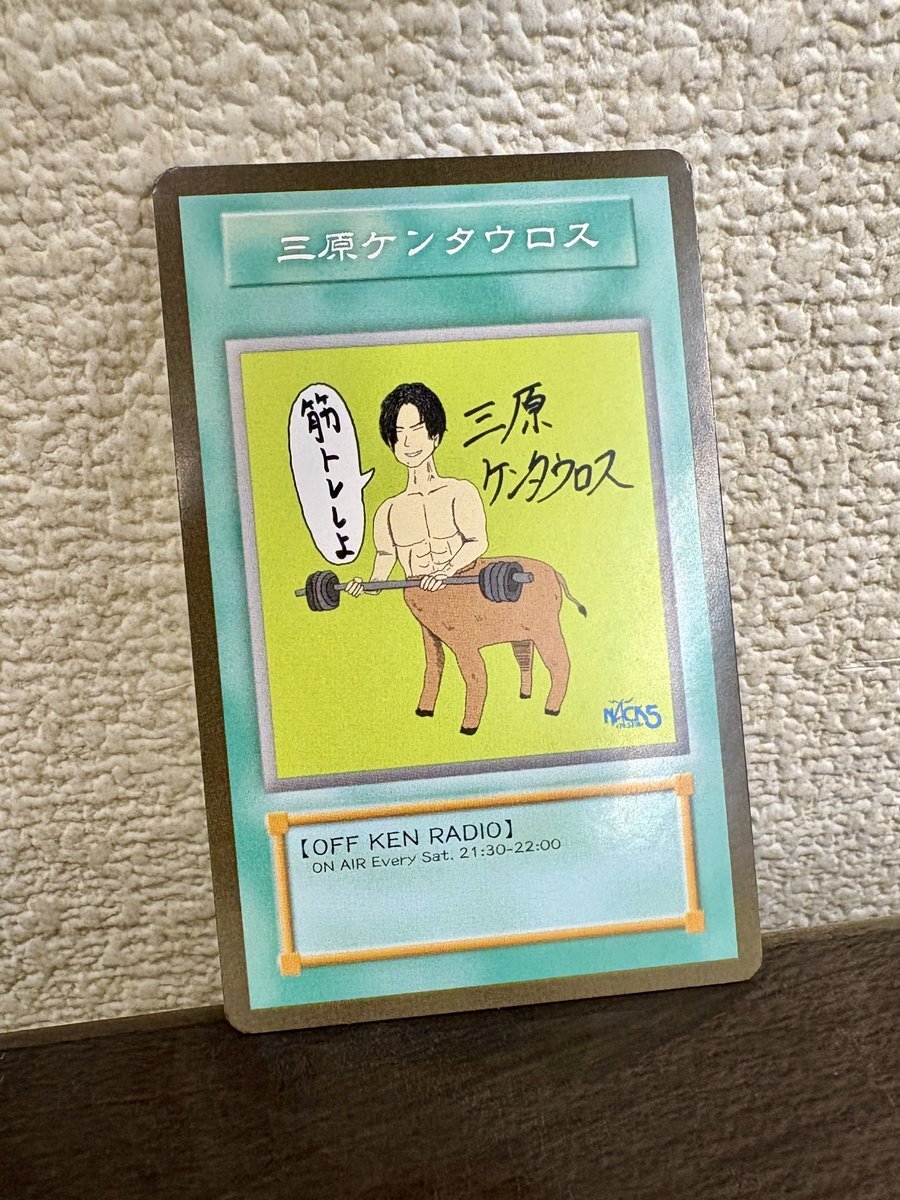 三原ケンタウロス
筋トレしよ
三原
ケンタウロス
NACK5
【OFF KEN RADIO】
ON AIR Every Sat. 21:30-22:00